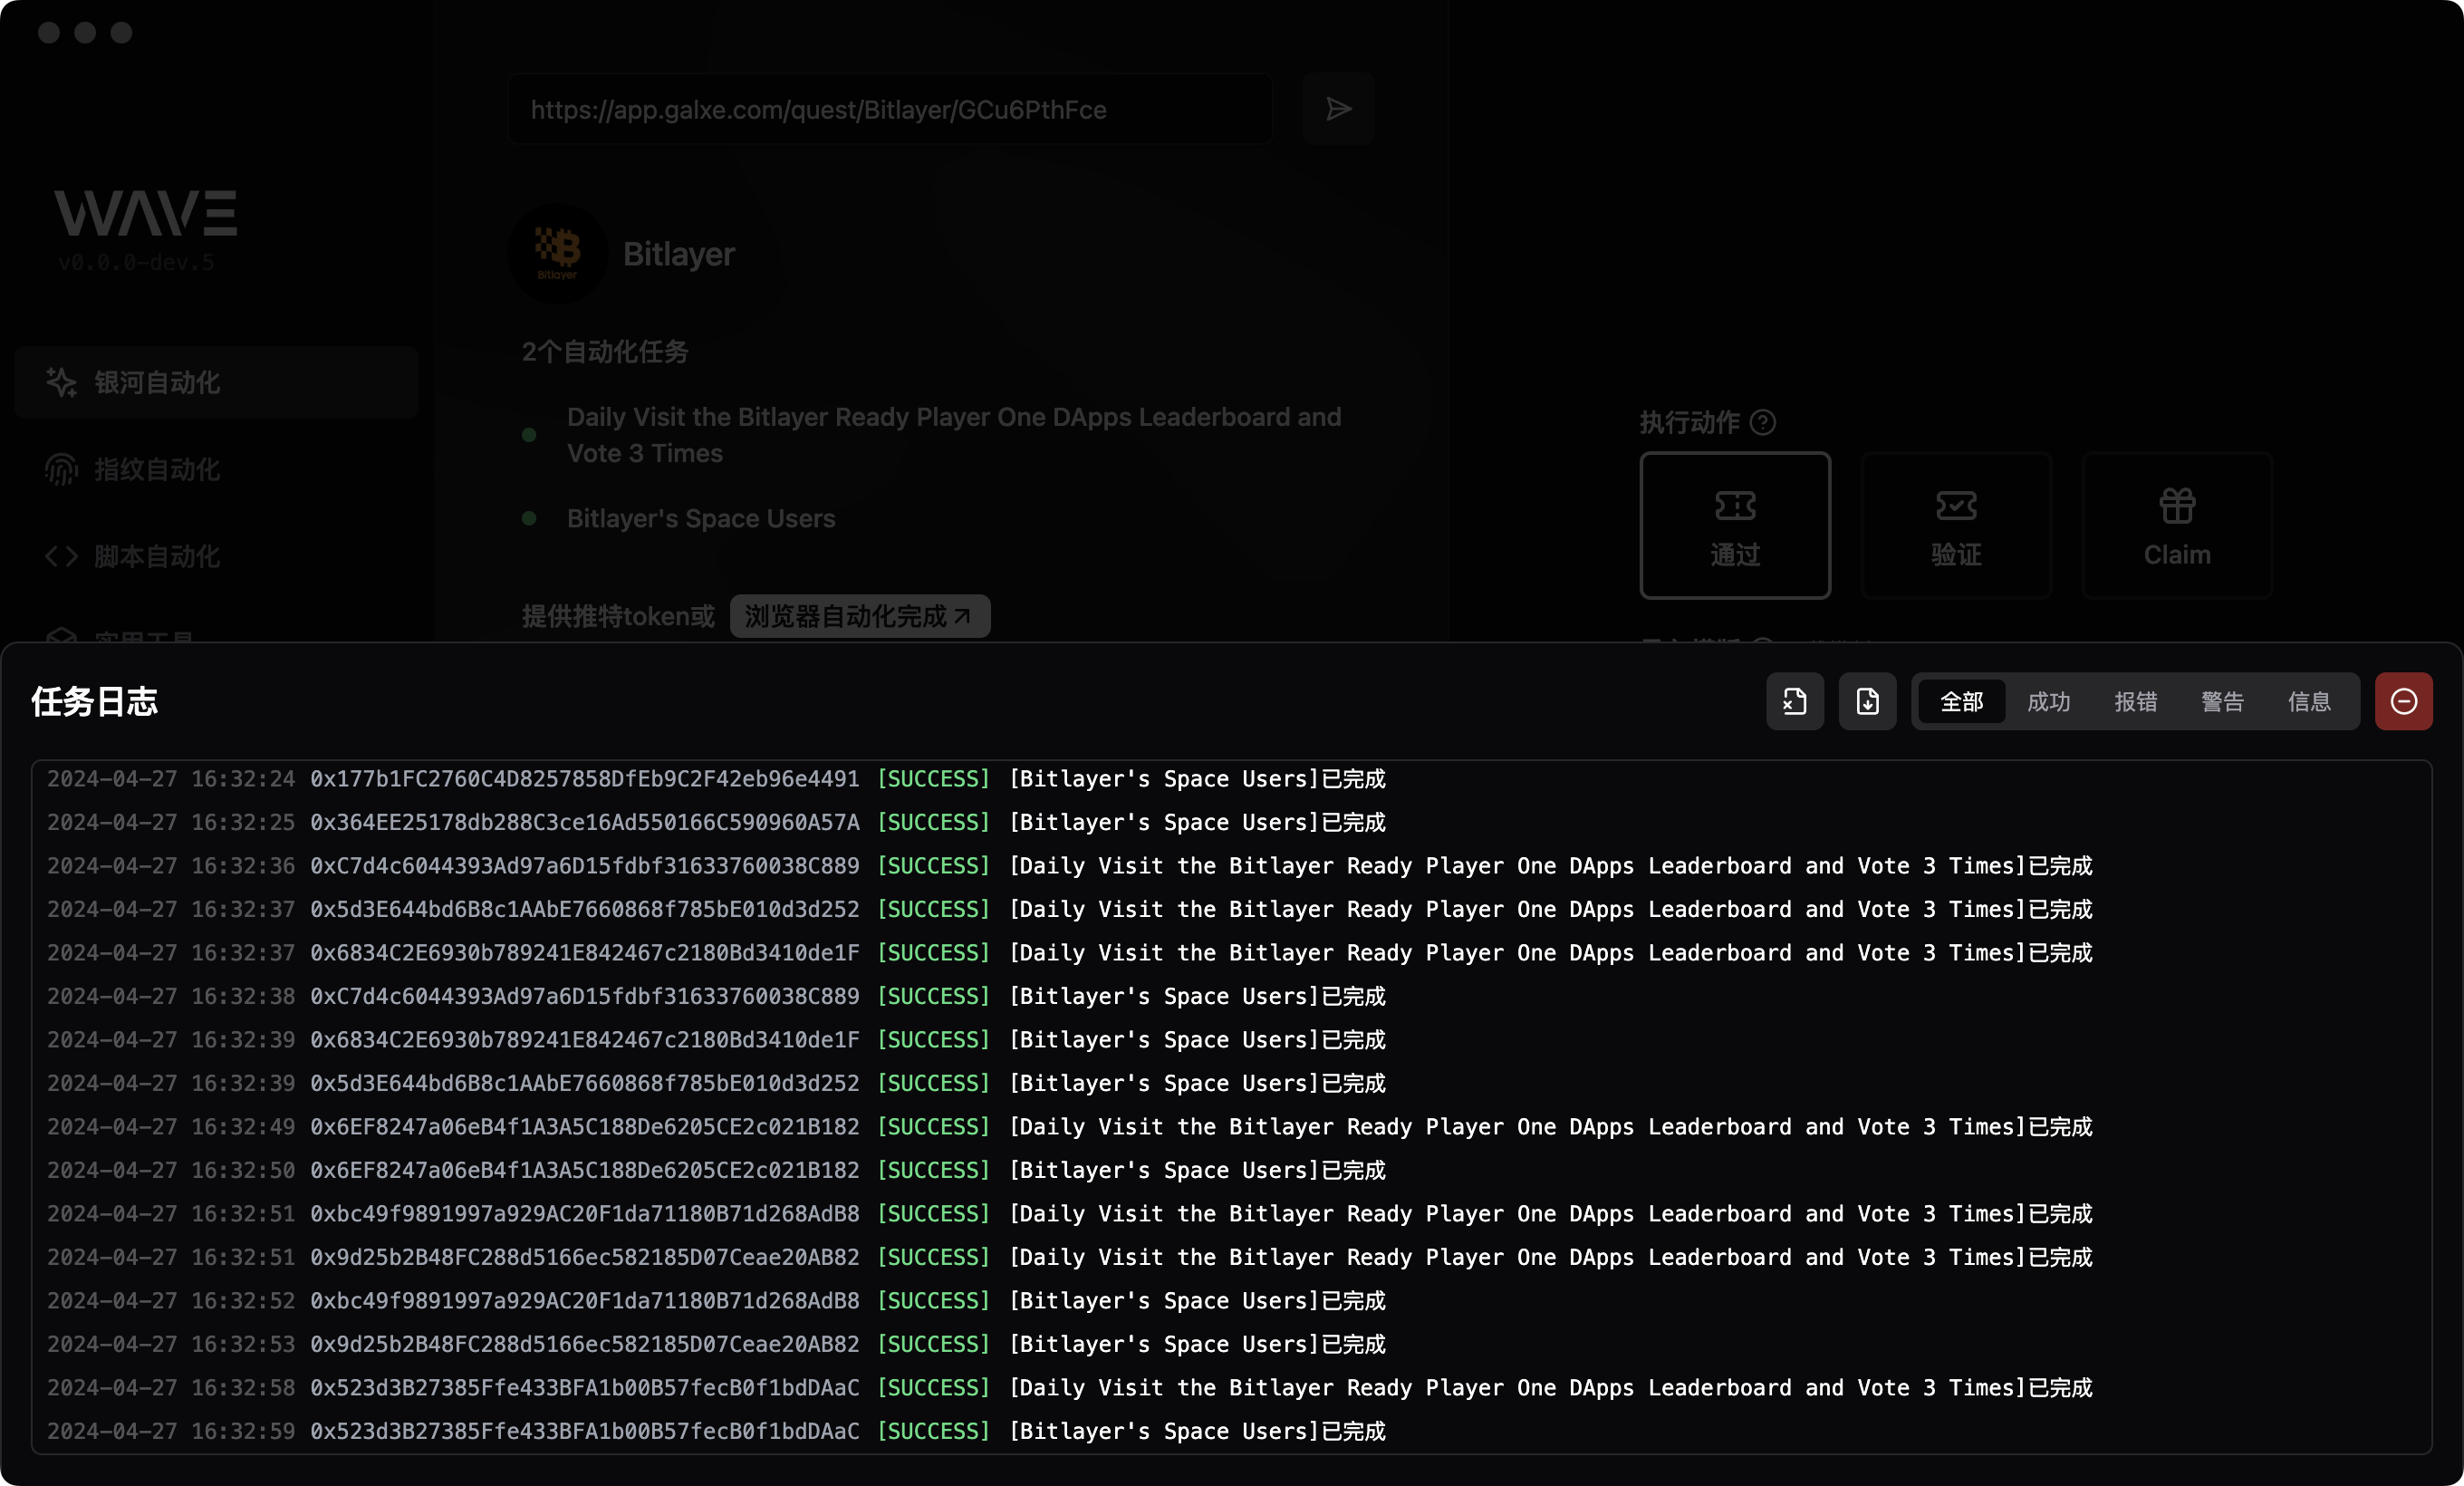 https://app.galxe.com/quest/Bitlayer/GCu6PthFce
WAVE
v0.0.0-dev.5
Bitlayer
Bitlayer
2个自动化任务
银河自动化
Daily Visit the Bitlayer Ready Player One DApps Leaderboard and
Vote 3 Times
执行动作
指纹自动化
Bitlayer's Space Users
通过 验证 Claim
脚本自动化
提供推特token或 浏览器自动化完成
实用工具
任务日志
全部 成功 报错 警告 信息
2024-04-27 16:32:24 0x177b1FC2760C4D8257858DfEb9C2F42eb96e4491 [SUCCESS] [Bitlayer's Space Users]已完成
2024-04-27 16:32:25 0x364EE25178db288C3ce16Ad550166C590960A57A [SUCCESS] [Bitlayer's Space Users]已完成
2024-04-27 16:32:36 0xC7d4c6044393Ad97a6D15fdbf31633760038C889 [SUCCESS] [Daily Visit the Bitlayer Ready Player One DApps Leaderboard and Vote 3 Times]已完成
2024-04-27 16:32:37 0x5d3E644bd6B8c1AAbE7660868f785bE010d3d252 [SUCCESS] [Daily Visit the Bitlayer Ready Player One DApps Leaderboard and Vote 3 Times]已完成
2024-04-27 16:32:37 0x6834C2E6930b789241E842467c2180Bd3410de1F [SUCCESS] [Daily Visit the Bitlayer Ready Player One DApps Leaderboard and Vote 3 Times]已完成
2024-04-27 16:32:38 0xC7d4c6044393Ad97a6D15fdbf31633760038C889 [SUCCESS] [Bitlayer's Space Users]已完成
2024-04-27 16:32:39 0x6834C2E6930b789241E842467c2180Bd3410de1F [SUCCESS] [Bitlayer's Space Users]已完成
2024-04-27 16:32:39 0x5d3E644bd6B8c1AAbE7660868f785bE010d3d252 [SUCCESS] [Bitlayer's Space Users]已完成
2024-04-27 16:32:49 0x6EF8247a06eB4f1A3A5C188De6205CE2c021B182 [SUCCESS] [Daily Visit the Bitlayer Ready Player One DApps Leaderboard and Vote 3 Times]已完成
2024-04-27 16:32:50 0x6EF8247a06eB4f1A3A5C188De6205CE2c021B182 [SUCCESS] [Bitlayer's Space Users]已完成
2024-04-27 16:32:51 0xbc49f9891997a929AC20F1da71180B71d268AdB8 [SUCCESS] [Daily Visit the Bitlayer Ready Player One DApps Leaderboard and Vote 3 Times]已完成
2024-04-27 16:32:51 0x9d25b2B48FC288d5166ec582185D07Ceae20AB82 [SUCCESS] [Daily Visit the Bitlayer Ready Player One DApps Leaderboard and Vote 3 Times]已完成
2024-04-27 16:32:52 0xbc49f9891997a929AC20F1da71180B71d268AdB8 [SUCCESS] [Bitlayer's Space Users]已完成
2024-04-27 16:32:53 0x9d25b2B48FC288d5166ec582185D07Ceae20AB82 [SUCCESS] [Bitlayer's Space Users]已完成
2024-04-27 16:32:58 0x523d3B27385Ffe433BFA1b00B57fecB0f1bdDAaC [SUCCESS] [Daily Visit the Bitlayer Ready Player One DApps Leaderboard and Vote 3 Times]已完成
2024-04-27 16:32:59 0x523d3B27385Ffe433BFA1b00B57fecB0f1bdDAaC [SUCCESS] [Bitlayer's Space Users]已完成